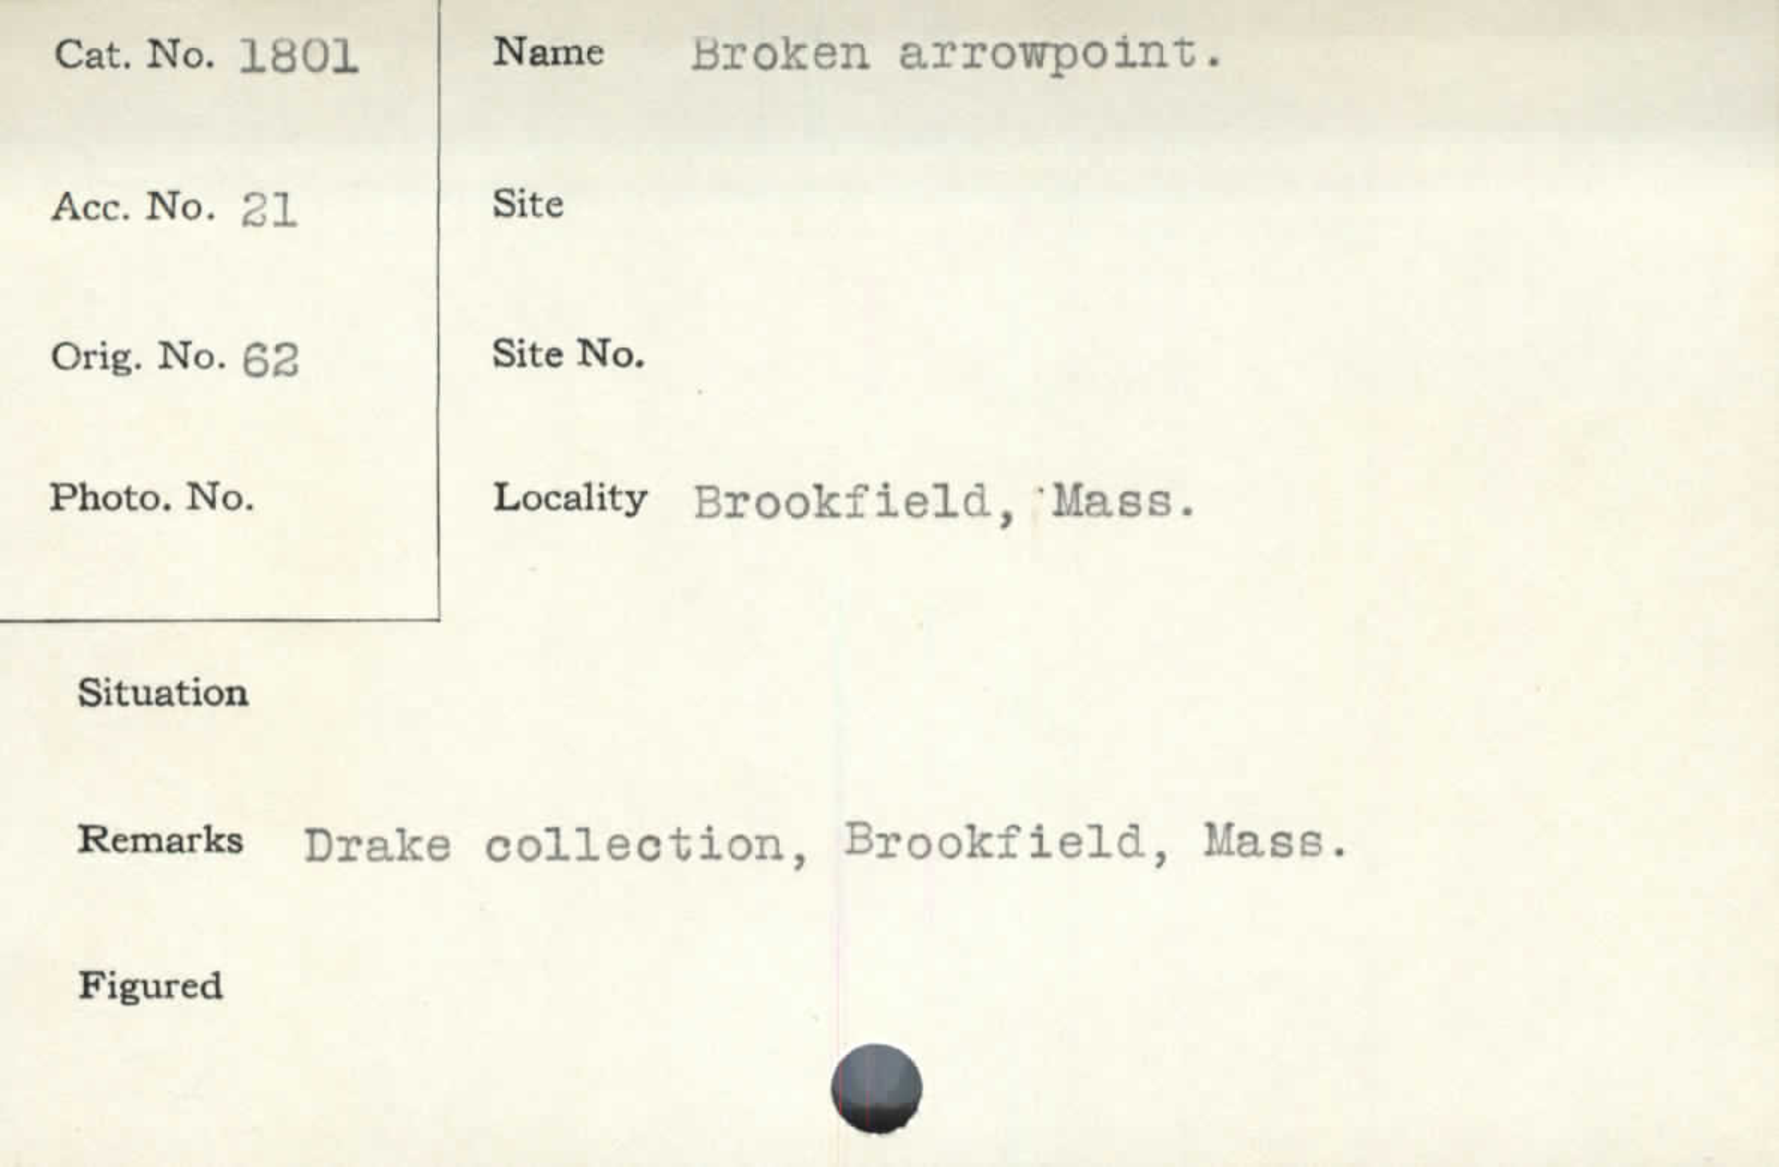 Cat. No. 1801
Name Broken arrowpoint.
Acc. No. 21
Site
Orig. No. 62
Site No.
Photo. No.
Locality Brookfield, Mass.
Situation
Remarks Drake collection, Brookfield, Mass.
Figured